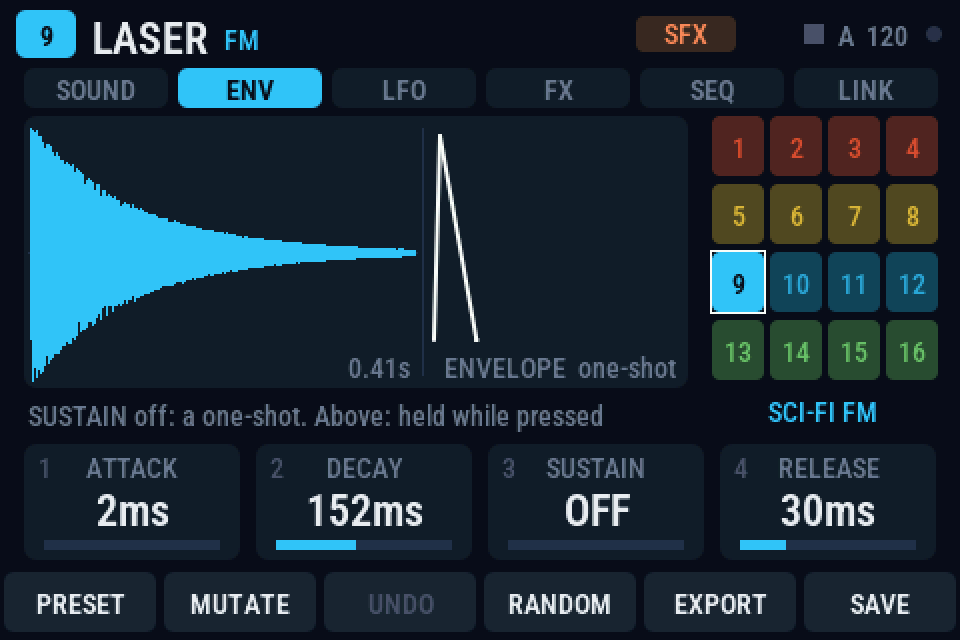 9 LASER FM SFX A 120
SOUND ENV LFO FX SEQ LINK
1 2 3 4
5 6 7 8
9 10 11 12
13 14 15 16
0.41s ENVELOPE one-shot
SUSTAIN off: a one-shot. Above: held while pressed
SCI-FI FM
1 ATTACK 2 DECAY 3 SUSTAIN 4 RELEASE
2ms 152ms OFF 30ms
PRESET MUTATE UNDO RANDOM EXPORT SAVE